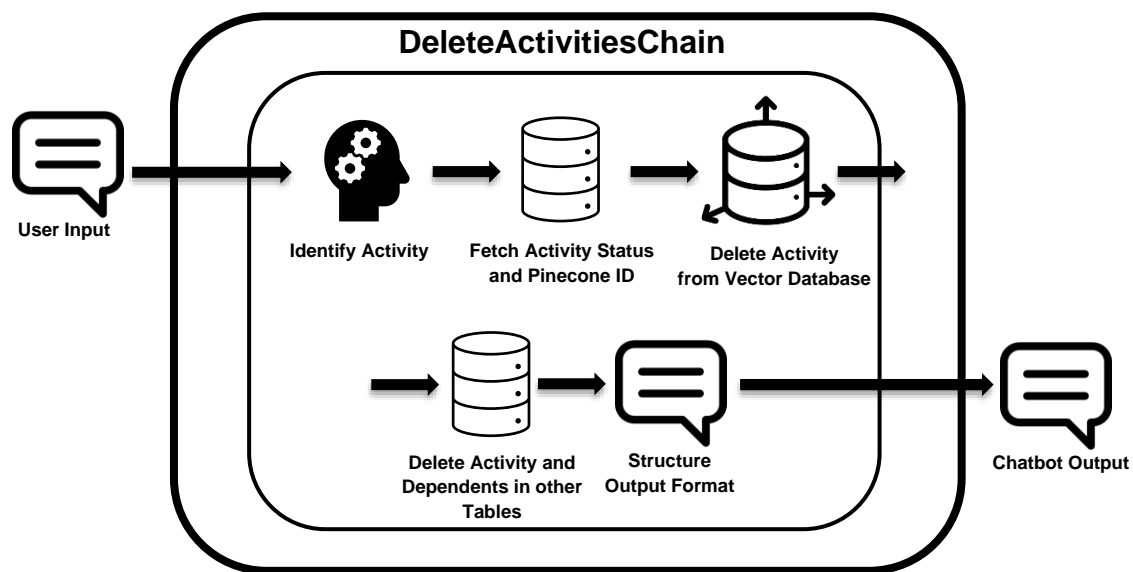 DeleteActivitiesChain
User Input
Identify Activity
Fetch Activity Status
and Pinecone ID
Delete Activity
from Vector Database
Delete Activity and
Dependents in other
Tables
Structure
Output Format
Chatbot Output